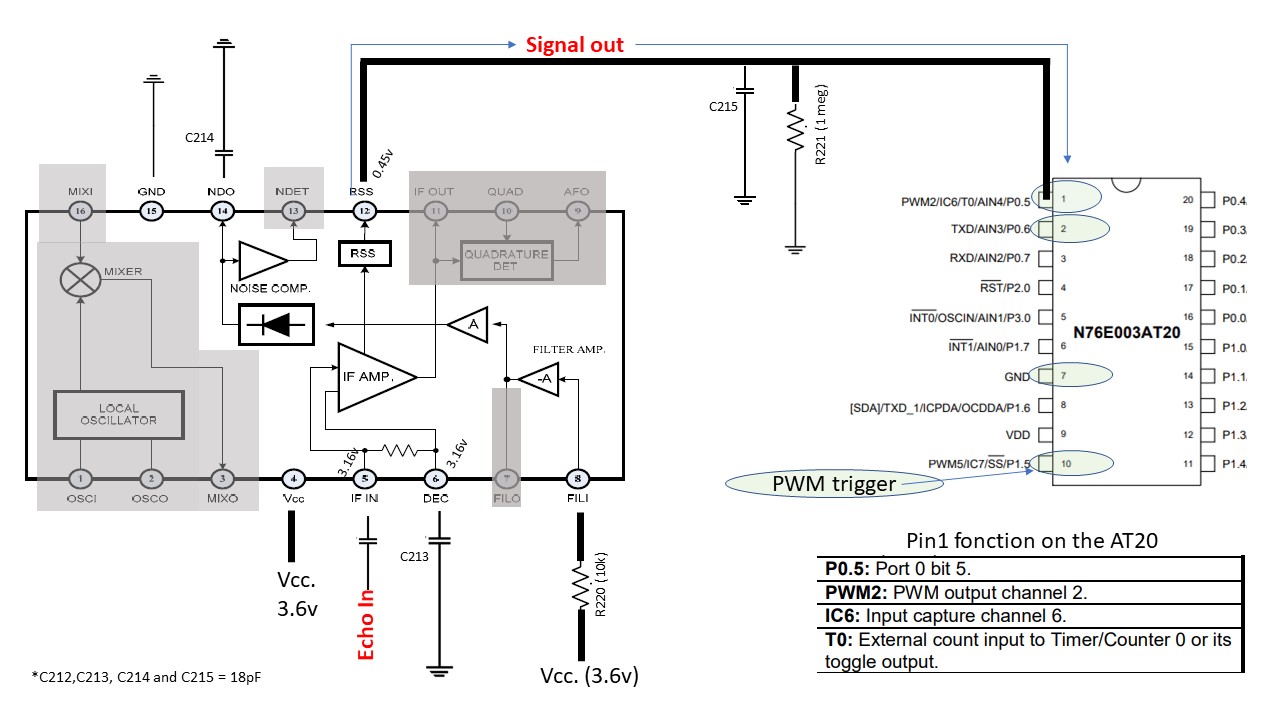 Signal out
C215
R221 (1 meg)
C214
0.45v
MIXI
GND
NDO
NDET
RSS
IF OUT
QUAD
AFO
16
15
14
13
12
11
10
9
MIXER
NOISE COMP.
RSS
QUADRATURE
DET
A
FILTER AMP.
-A
IF AMP.
LOCAL
OSCILLATOR
3.16v
3.16v
1
2
3
4
5
6
7
8
OSCI
OSCO
MIXO
Vcc
IF IN
DEC
FILO
FILI
Vcc.
3.6v
Echo In
C213
R220 (10k)
Vcc. (3.6v)
*C212,C213, C214 and C215 = 18pF
PWM2/IC6/T0/AIN4/P0.5 1 20 P0.4
TXD/AIN3/P0.6 2 19 P0.3
RXD/AIN2/P0.7 3 18 P0.2
RST/P2.0 4 17 P0.1
INT0/OSCIN/AIN1/P3.0 5 16 P0.0
N76E003AT20
INT1/AIN0/P1.7 6 15 P1.0
GND 7 14 P1.1
[SDA]/TXD_1/ICPDA/OCDDA/P1.6 8 13 P1.2
VDD 9 12 P1.3
PWM5/IC7/SS/P1.5 10 11 P1.4
PWM trigger
Pin1 fonction on the AT20
P0.5: Port 0 bit 5.
PWM2: PWM output channel 2.
IC6: Input capture channel 6.
T0: External count input to Timer/Counter 0 or its
toggle output.